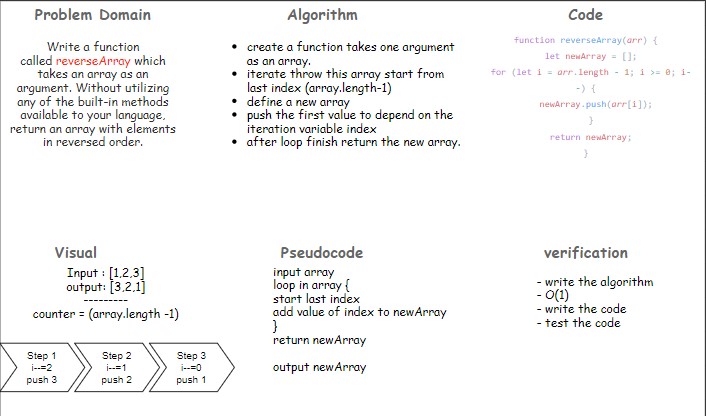 Problem Domain
Write a function
called reverseArray which
takes an array as an
argument. Without utilizing
any of the built-in methods
available to your language,
return an array with elements
in reversed order.
Algorithm
• create a function takes one argument
as an array.
• iterate throw this array start from
last index (array.length-1)
• define a new array
• push the first value to depend on the
iteration variable index
• after loop finish return the new array.
Code
function reverseArray(arr) {
let newArray = [];
for (let i = arr.length - 1; i >= 0; i-
-) {
newArray.push(arr[i]);
}
return newArray;
}
Visual
Input : [1,2,3]
output: [3,2,1]
---------
counter = (array.length -1)
Step 1
i--=2
push 3
Step 2
i--=1
push 2
Step 3
i--=0
push 1
Pseudocode
input array
loop in array {
start last index
add value of index to newArray
}
return newArray
output newArray
verification
- write the algorithm
- O(1)
- write the code
- test the code